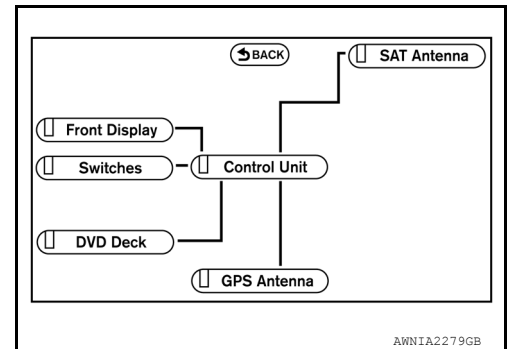 BACK
SAT Antenna
Front Display
Switches
Control Unit
DVD Deck
GPS Antenna
AWNIA2279GB